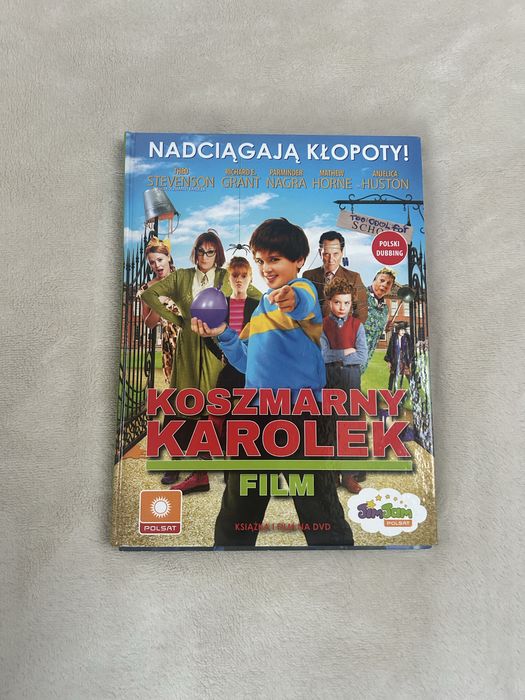 NADCIĄGAJĄ KŁOPOTY!
THEO STEVENSON
RICHARD E. GRANT
PARMINDER NAGRA
MATHEW HORNE
ANJELICA HUSTON
TOO COOL FOR
SCHOOL
POLSKI
DUBBING
KOSZMARNY
KAROLEK
FILM
KSIĄŻKA I FILM NA DVD
POLSAT
JimJam
POLSAT